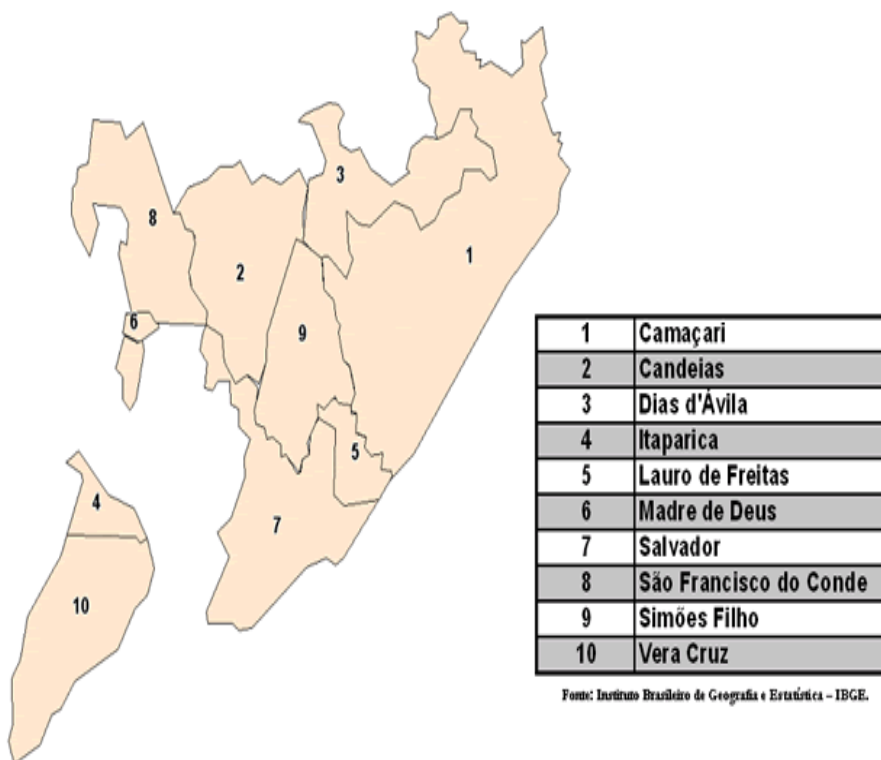 3
8
1
2
6
9
5
4
7
10
1 Camaçari
2 Candeias
3 Dias d'Ávila
4 Itaparica
5 Lauro de Freitas
6 Madre de Deus
7 Salvador
8 São Francisco do Conde
9 Simões Filho
10 Vera Cruz
Fonte: Instituto Brasileiro de Geografia e Estatística – IBGE.